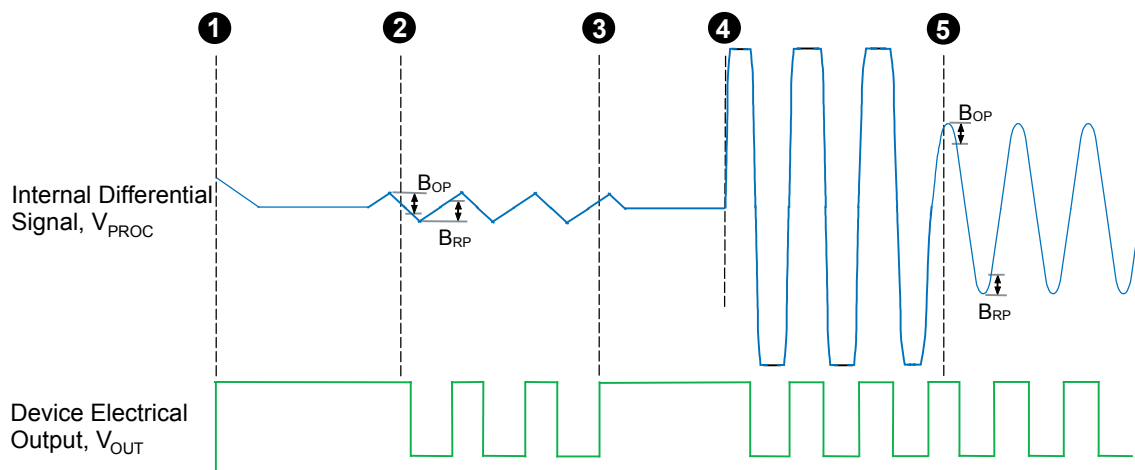 1 2 3 4 5
Internal Differential
Signal, VPROC
BOP
BRP
BOP
BRP
Device Electrical
Output, VOUT